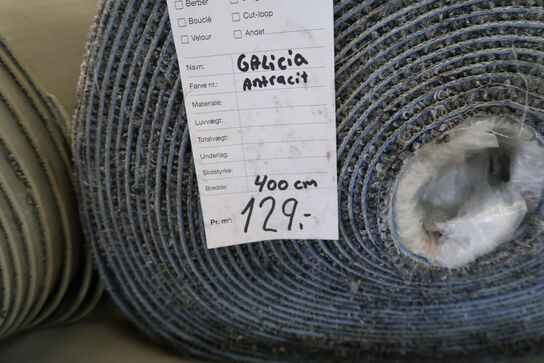 Berber
Bouclé Cut-loop
Velour Andet
Navn: GALICIA
Farve nr.: Antracit
Materiale:
Luvvægt:
Totalvægt:
Underlag:
Slidstyrke:
Bredde: 400 cm
Pr. m²: 129.-